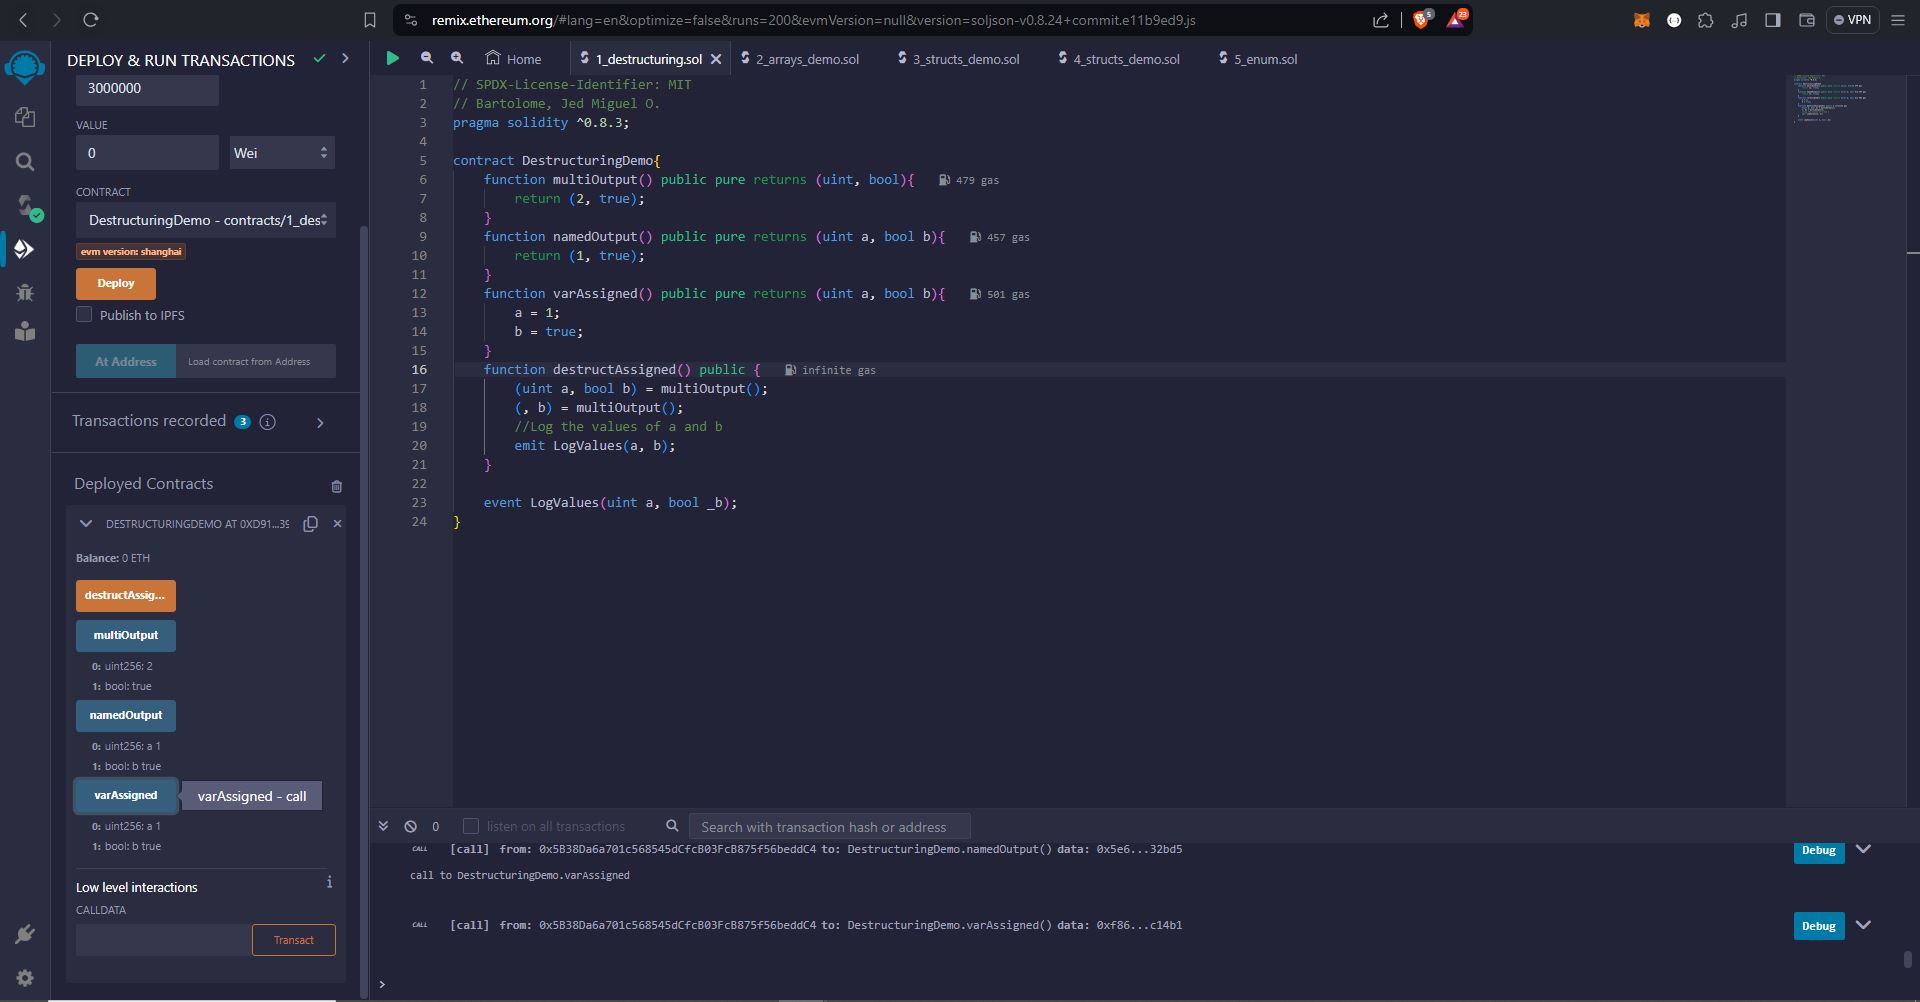 remix.ethereum.org/#lang=en&optimize=false&runs=200&evmVersion=null&version=soljson-v0.8.24+commit.e11b9ed9.js
5
23
VPN
DEPLOY & RUN TRANSACTIONS
3000000
VALUE
0
Wei
CONTRACT
DestructuringDemo - contracts/1_des
evm version: shanghai
Deploy
Publish to IPFS
At Address
Load contract from Address
Transactions recorded 3 i
Deployed Contracts
DESTRUCTURINGDEMO AT 0XD91...39
Balance: 0 ETH
destructAssig...
multiOutput
0: uint256: 2
1: bool: true
namedOutput
0: uint256: a 1
1: bool: b true
varAssigned
varAssigned - call
0: uint256: a 1
1: bool: b true
Low level interactions
i
CALLDATA
Transact
Home
1_destructuring.sol
2_arrays_demo.sol
3_structs_demo.sol
4_structs_demo.sol
5_enum.sol
1 // SPDX-License-Identifier: MIT
2 // Bartolome, Jed Miguel O.
3 pragma solidity ^0.8.3;
4
5 contract DestructuringDemo{
6 function multiOutput() public pure returns (uint, bool){ 479 gas
7 return (2, true);
8 }
9 function namedOutput() public pure returns (uint a, bool b){ 457 gas
10 return (1, true);
11 }
12 function varAssigned() public pure returns (uint a, bool b){ 501 gas
13 a = 1;
14 b = true;
15 }
16 function destructAssigned() public { infinite gas
17 (uint a, bool b) = multiOutput();
18 (, b) = multiOutput();
19 //Log the values of a and b
20 emit LogValues(a, b);
21 }
22
23 event LogValues(uint a, bool _b);
24 }
0
listen on all transactions
Search with transaction hash or address
CALL [call] from: 0x5B38Da6a701c568545dCfcB03FcB875f56beddC4 to: DestructuringDemo.namedOutput() data: 0x5e6...32bd5
Debug
call to DestructuringDemo.varAssigned
CALL [call] from: 0x5B38Da6a701c568545dCfcB03FcB875f56beddC4 to: DestructuringDemo.varAssigned() data: 0xf86...c14b1
Debug
>